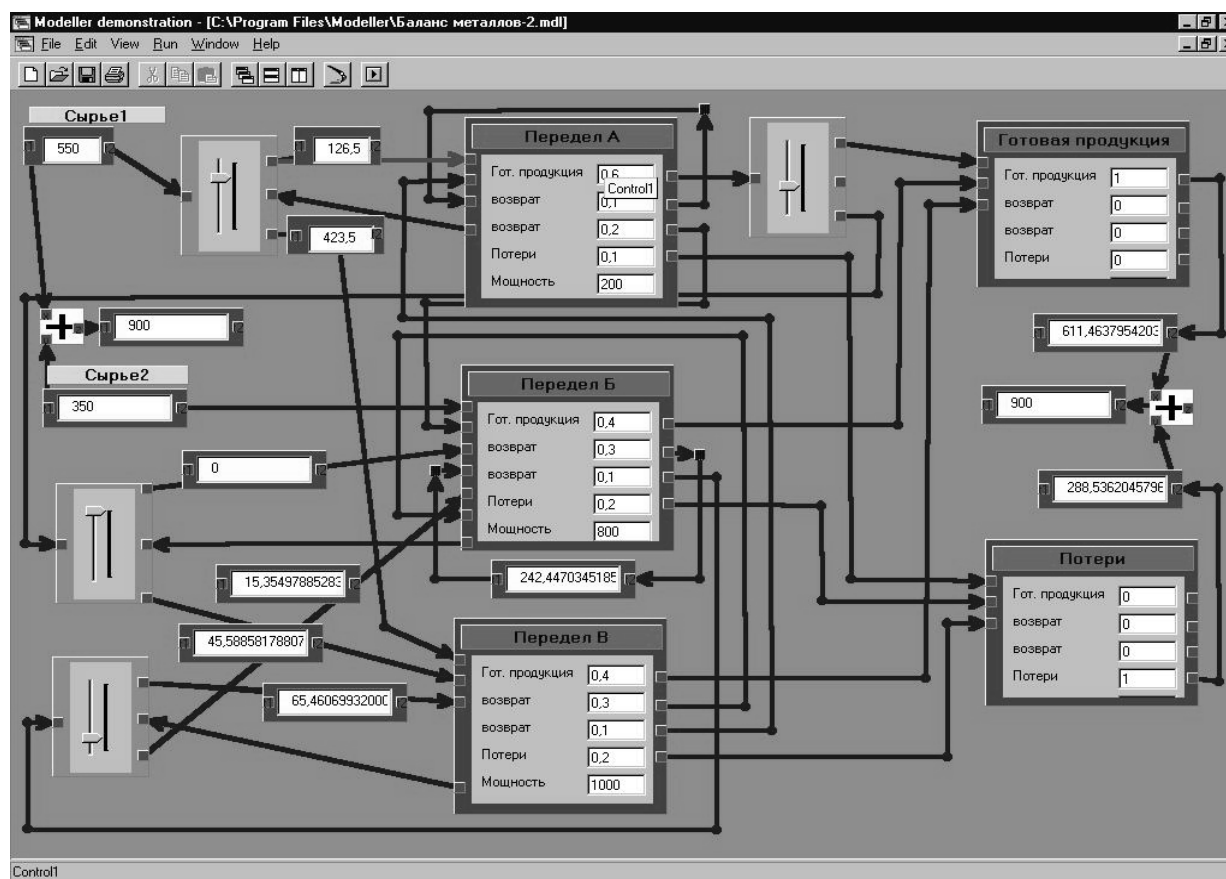 Modeller demonstration - [C:\Program Files\Modeller\Баланс металлов-2.mdl]
File Edit View Run Window Help
Сырье1
550
126,5
423,5
900
Сырье2
350
0
15,35497885283
45,58858178807
65,4606993200
Передел А
Гот. продукция 0,6
Control1
возврат 0,1
возврат 0,2
Потери 0,1
Мощность 200
Передел Б
Гот. продукция 0,4
возврат 0,3
возврат 0,1
Потери 0,2
Мощность 800
242,4470345185
Передел В
Гот. продукция 0,4
возврат 0,3
возврат 0,1
Потери 0,2
Мощность 1000
Готовая продукция
Гот. продукция 1
возврат 0
возврат 0
Потери 0
611,4637954203
900
288,5362045796
Потери
Гот. продукция 0
возврат 0
возврат 0
Потери 1
Control1